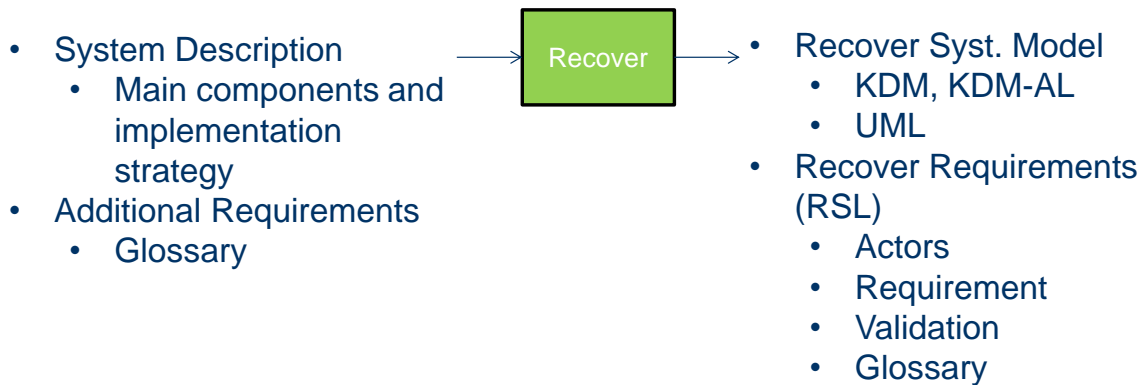 • System Description
• Main components and
implementation
strategy
• Additional Requirements
• Glossary
Recover
• Recover Syst. Model
• KDM, KDM-AL
• UML
• Recover Requirements
(RSL)
• Actors
• Requirement
• Validation
• Glossary